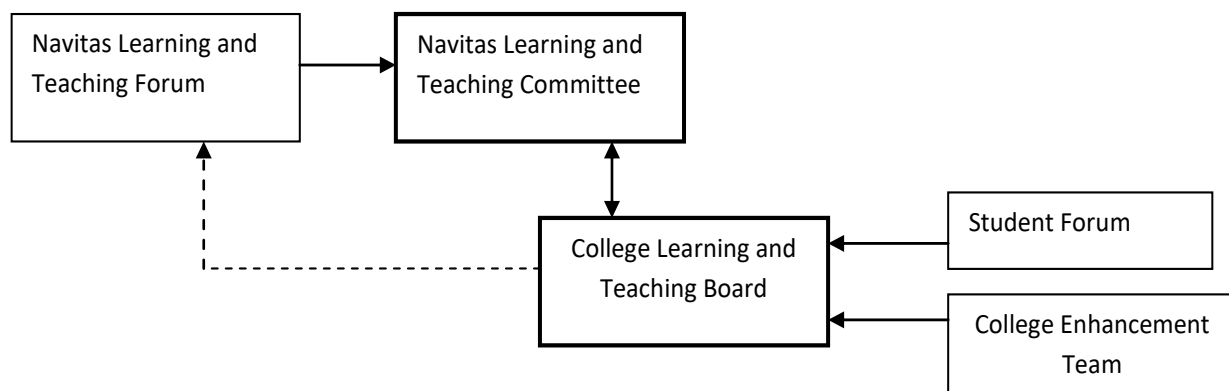 Navitas Learning and
Teaching Forum
Navitas Learning and
Teaching Committee
College Learning and
Teaching Board
Student Forum
College Enhancement
Team